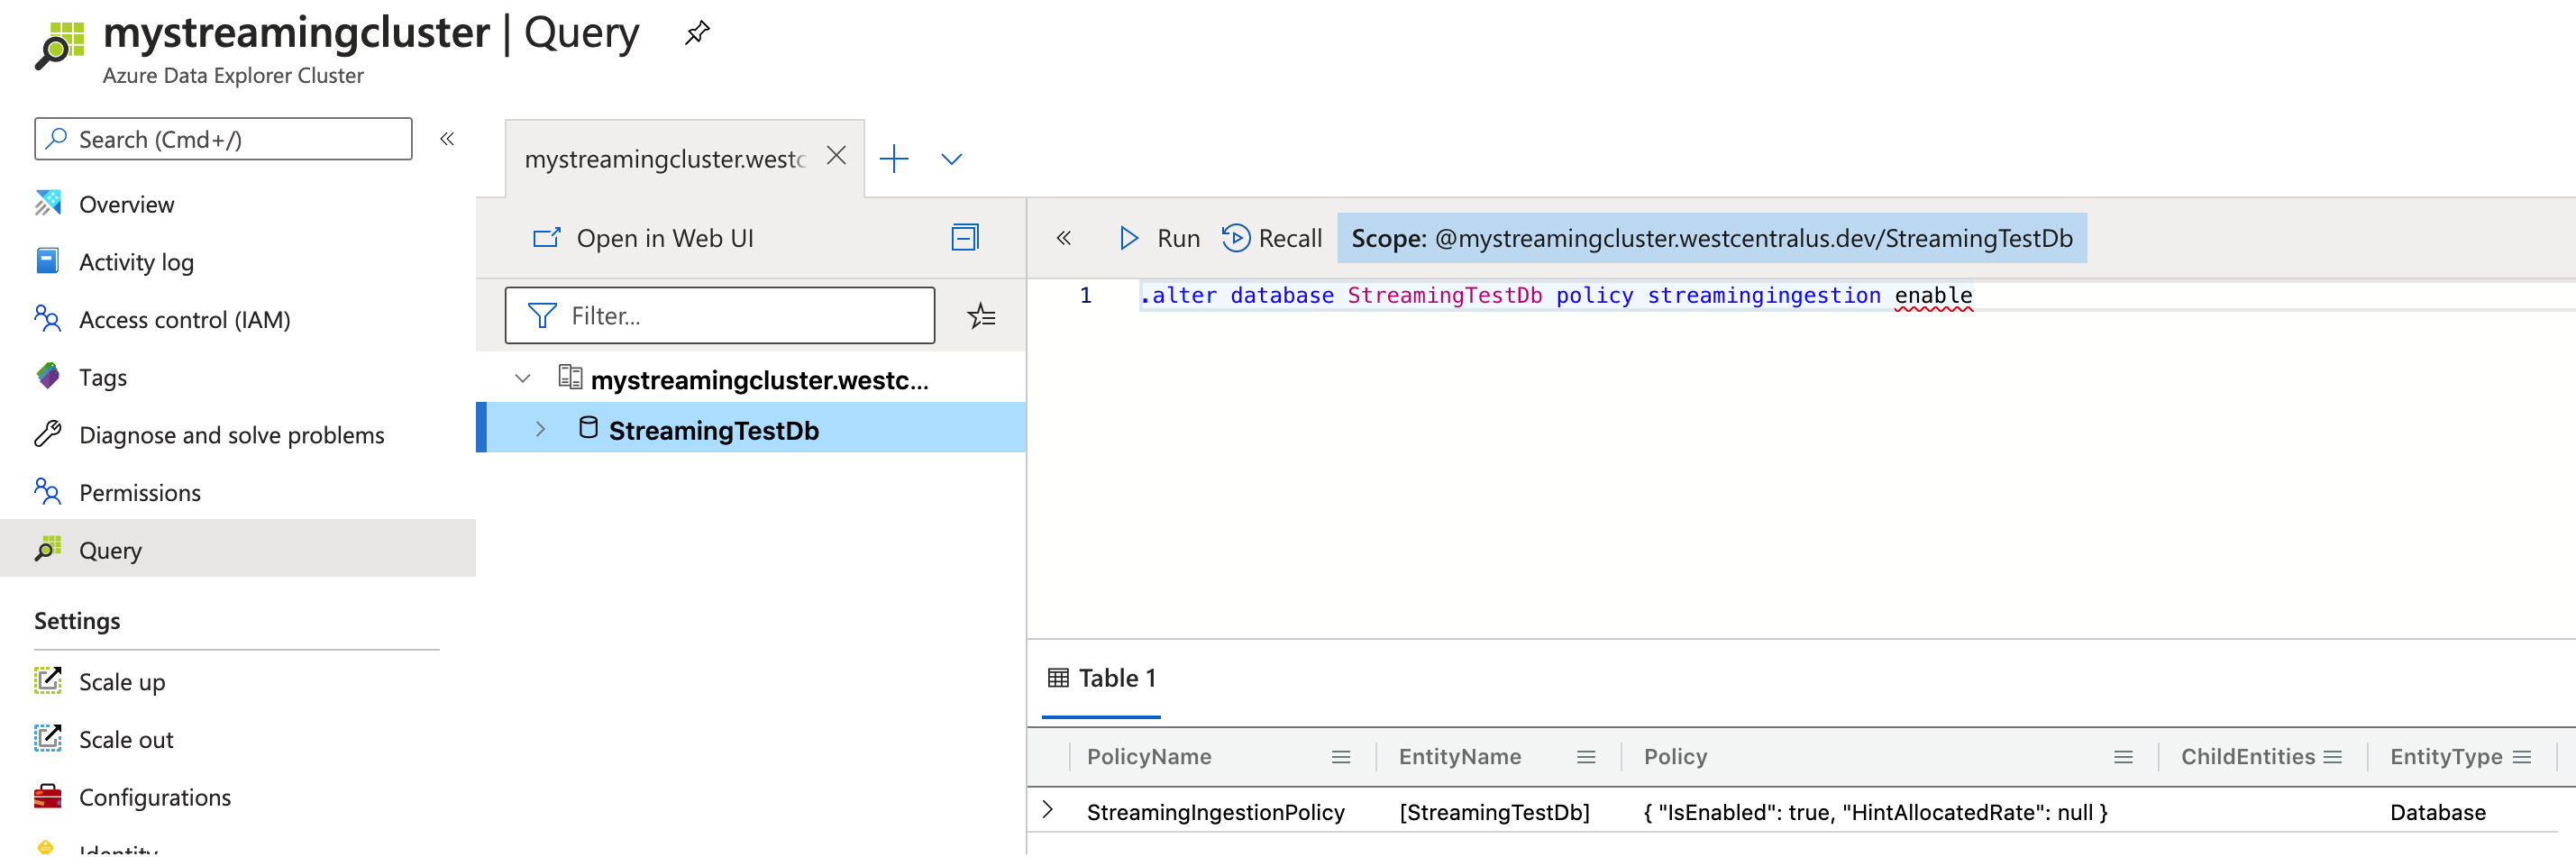 mystreamingcluster | Query
Azure Data Explorer Cluster
Search (Cmd+/)
Overview
Activity log
Access control (IAM)
Tags
Diagnose and solve problems
Permissions
Query
Settings
Scale up
Scale out
Configurations
Identity
mystreamingcluster.westc
Open in Web UI
Filter...
mystreamingcluster.westc...
StreamingTestDb
Run Recall Scope: @mystreamingcluster.westcentralus.dev/StreamingTestDb
1 .alter database StreamingTestDb policy streamingingestion enable
Table 1
PolicyName EntityName Policy ChildEntities EntityType
StreamingIngestionPolicy [StreamingTestDb] { "IsEnabled": true, "HintAllocatedRate": null } Database